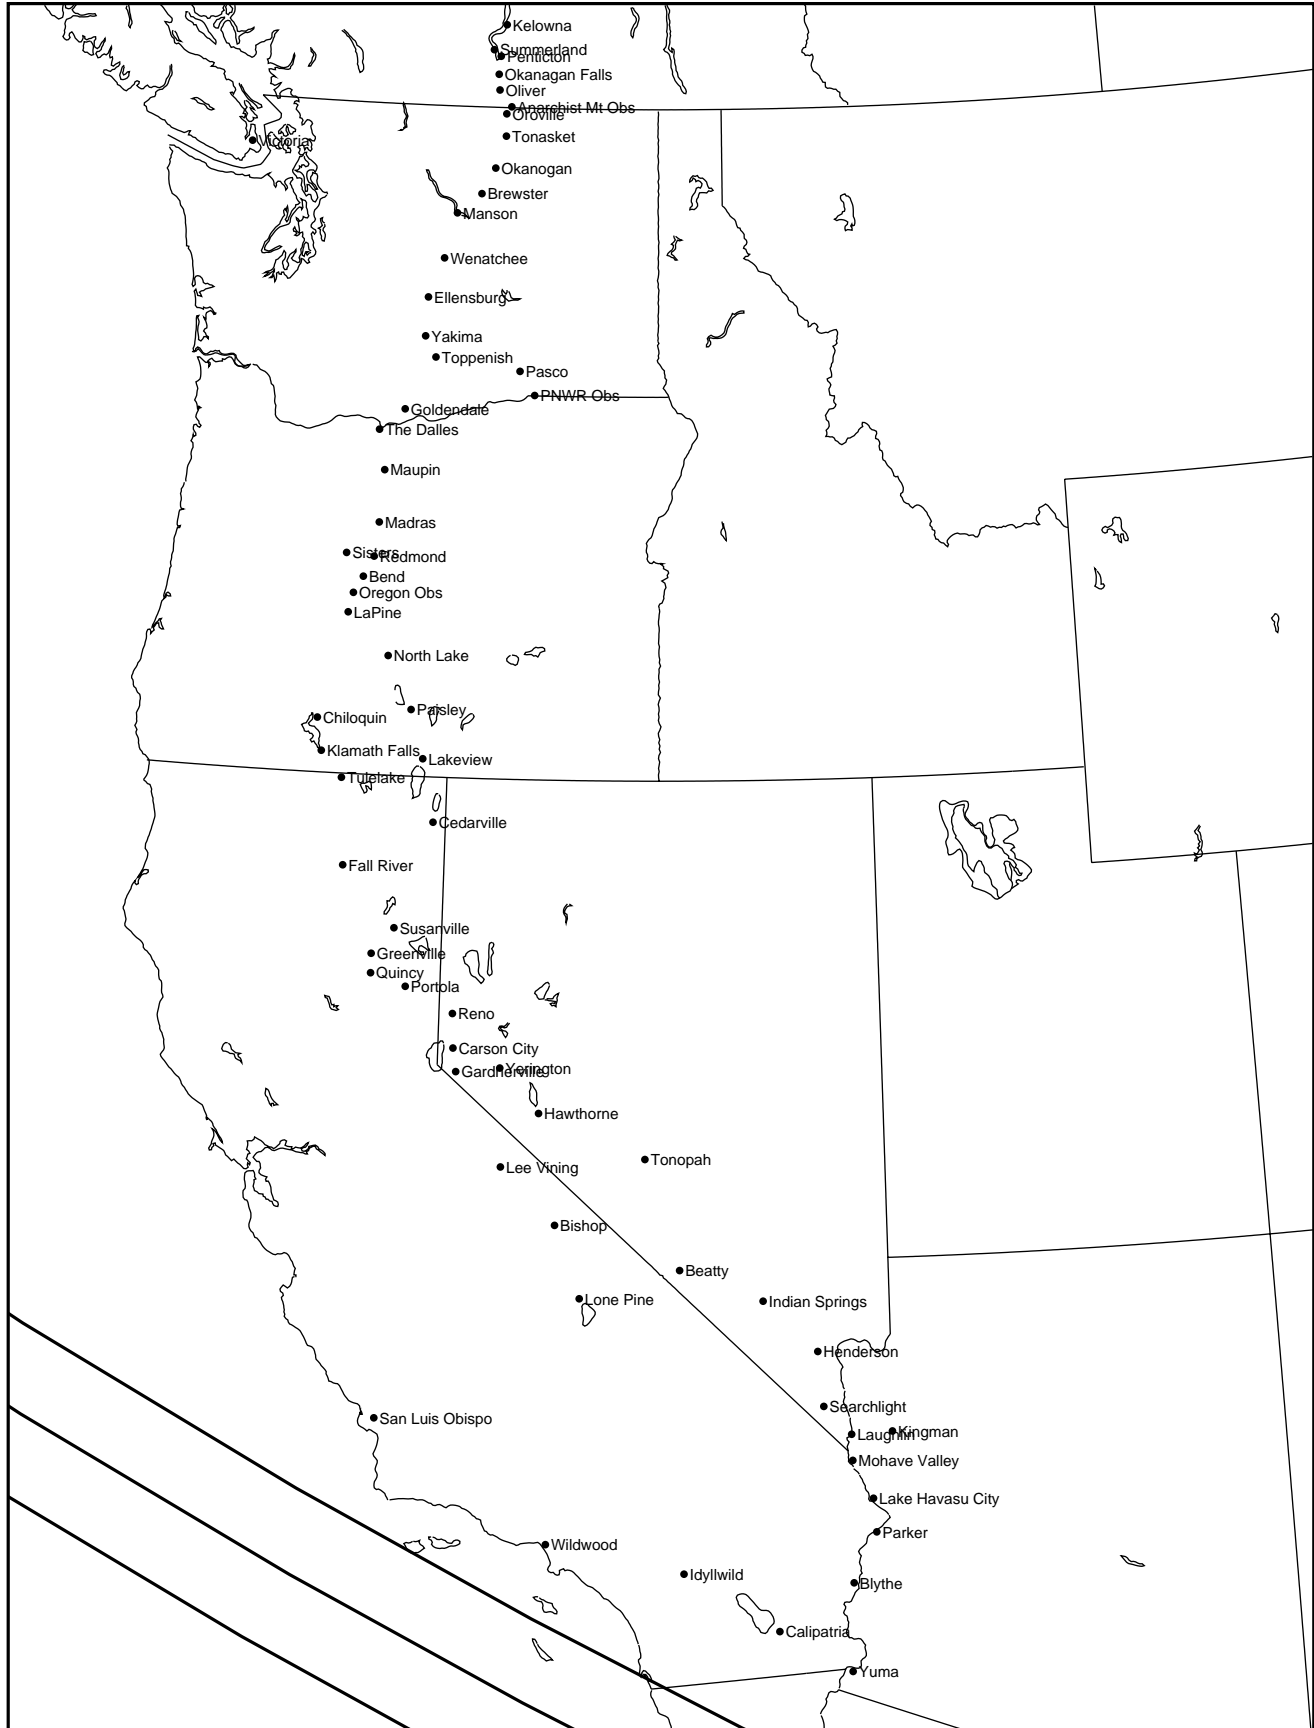 Kelowna
Summerland
Penticton
Okanagan Falls
Oliver
Anarchist Mt Obs
Oroville
Victoria
Tonasket
Okanogan
Brewster
Manson
Wenatchee
Ellensburg
Yakima
Toppenish
Pasco
PNWR Obs
Goldendale
The Dalles
Maupin
Madras
Sisters
Redmond
Bend
Oregon Obs
LaPine
North Lake
Paisley
Chiloquin
Klamath Falls
Lakeview
Tulelake
Cedarville
Fall River
Susanville
Greenville
Quincy
Portola
Reno
Carson City
Yerington
Gardnerville
Hawthorne
Tonopah
Lee Vining
Bishop
Beatty
Lone Pine
Indian Springs
Henderson
Searchlight
San Luis Obispo
Kingman
Laughlin
Mohave Valley
Lake Havasu City
Parker
Wildwood
Idyllwild
Blythe
Calipatria
Yuma